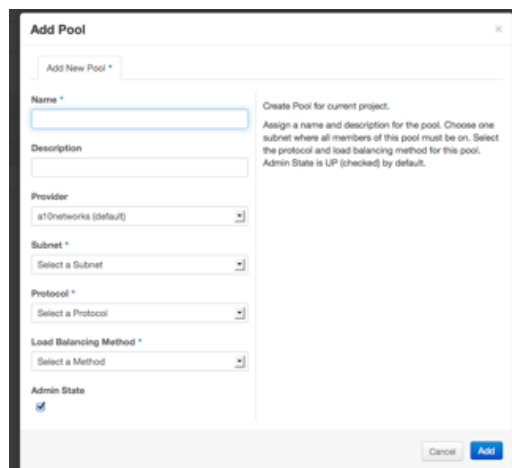 Add Pool
×
Add New Pool *
Name *
Description
Provider
a10networks (default)
Subnet *
Select a Subnet
Protocol *
Select a Protocol
Load Balancing Method *
Select a Method
Admin State
Create Pool for current project.
Assign a name and description for the pool. Choose one
subnet where all members of this pool must be on. Select
the protocol and load balancing method for this pool.
Admin State is UP (checked) by default.
Cancel
Add